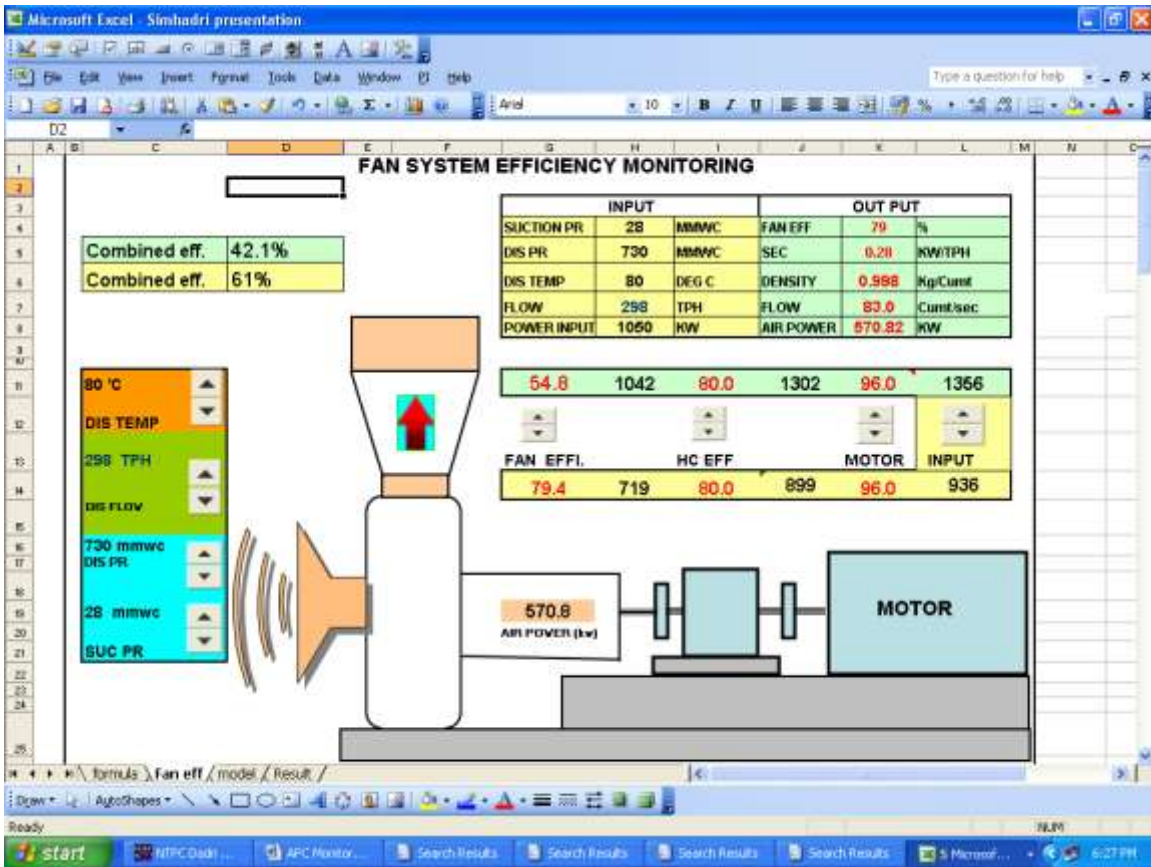 Microsoft Excel - Simhadri presentation
File Edit View Insert Format Tools Data Window PI Help
Type a question for help
Arial 10 B I U
D2
A B C D E F G H I J K L M N
FAN SYSTEM EFFICIENCY MONITORING
INPUT OUT PUT
SUCTION PR 28 MMWC FAN EFF 79 %
DIS PR 730 MMWC SEC 0.28 KW/TPH
DIS TEMP 80 DEG C DENSITY 0.998 Kg/Cumt
FLOW 298 TPH FLOW 83.0 Cumt/sec
POWER INPUT 1050 KW AIR POWER 570.82 KW
Combined eff. 42.1%
Combined eff. 61%
80 'C
DIS TEMP
298 TPH
DIS FLOW
730 mmwc
DIS PR
28 mmwc
SUC PR
54.8 1042 80.0 1302 96.0 1356
FAN EFFI. HC EFF MOTOR INPUT
79.4 719 80.0 899 96.0 936
570.8
AIR POWER (kw)
MOTOR
formula Fan eff model Result
Draw AutoShapes
Ready NUM
start NTPC Dadri ... APC Monitor... Search Results Search Results Search Results Search Results S Microsof... 6:27 PM